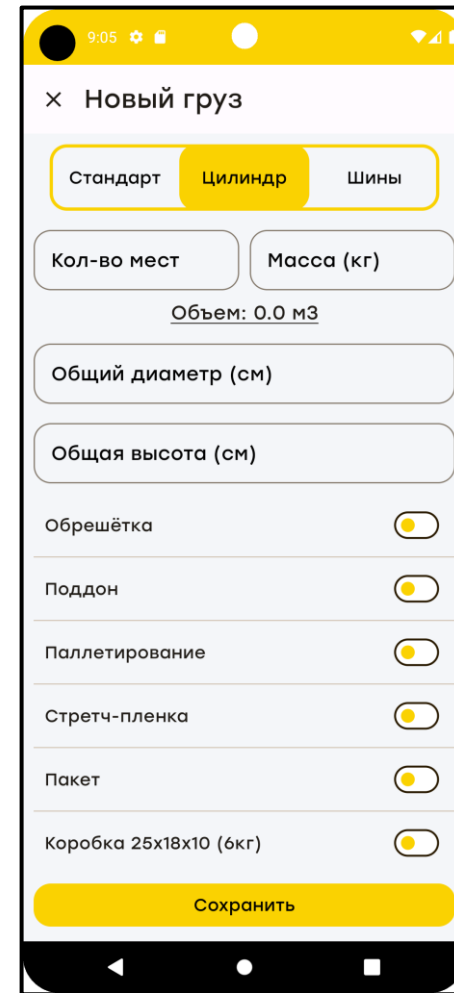 9:05
× Новый груз
Стандарт Цилиндр Шины
Кол-во мест Масса (кг)
Объем: 0.0 м3
Общий диаметр (см)
Общая высота (см)
Обрешётка
Поддон
Паллетирование
Стретч-пленка
Пакет
Коробка 25x18x10 (6кг)
Сохранить